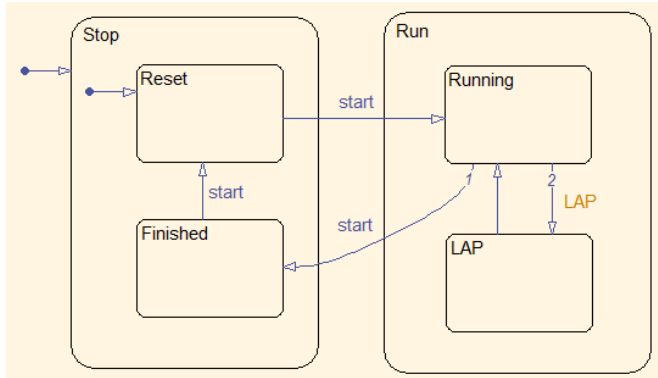 Stop
Run
Reset
Running
start
1
2
start
LAP
start
Finished
LAP